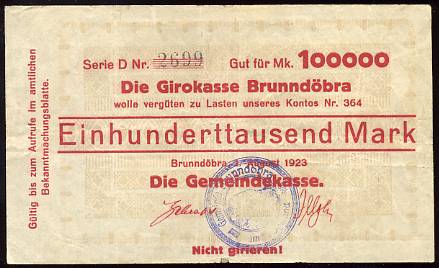 Serie D Nr. 2699 Gut für Mk. 100000
Die Girokasse Brunndöbra
wolle vergüten zu Lasten unseres Kontos Nr. 364
Einhunderttausend Mark
Brunndöbra, 1. August 1923
Die Gemeindekasse.
Brunndöbra
Nicht girieren!
Gültig bis zum Aufrufe im amtlichen
Bekanntmachungsblatte.